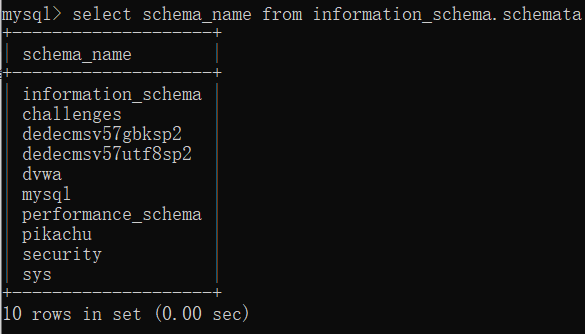 mysql> select schema_name from information_schema.schemata
+--------------------+
| schema_name        |
+--------------------+
| information_schema |
| challenges         |
| dedecmsv57gbksp2   |
| dedecmsv57utf8sp2  |
| dvwa               |
| mysql              |
| performance_schema |
| pikachu            |
| security           |
| sys                |
+--------------------+
10 rows in set (0.00 sec)